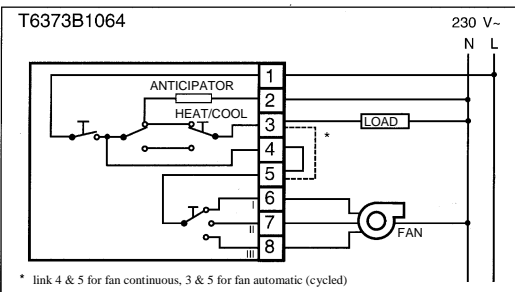 T6373B1064
230 V~
N L
ANTICIPATOR
HEAT/COOL
T
T
T
1
2
3
4
5
6
7
8
I
II
III
LOAD
*
FAN
* link 4 & 5 for fan continuous, 3 & 5 for fan automatic (cycled)